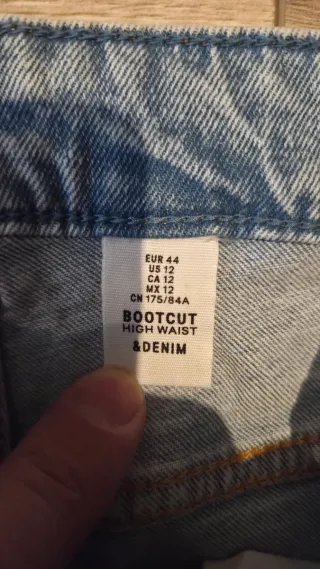 EUR 44
US 12
CA 12
MX 12
CN 175/84A
BOOTCUT
HIGH WAIST
&DENIM